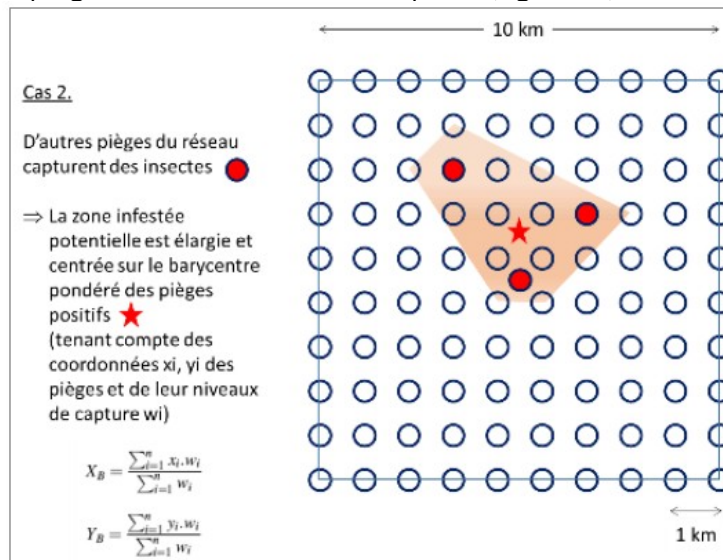 10 km
Cas 2.
D'autres pièges du réseau
capturent des insectes
⇒ La zone infestée
potentielle est élargie et
centrée sur le barycentre
pondéré des pièges
positifs
(tenant compte des
coordonnées xi, yi des
pièges et de leur niveaux
de capture wi)
X_B = \frac{\sum_{i=1}^{n} x_i.w_i}{\sum_{i=1}^{n} w_i}
Y_B = \frac{\sum_{i=1}^{n} y_i.w_i}{\sum_{i=1}^{n} w_i}
1 km